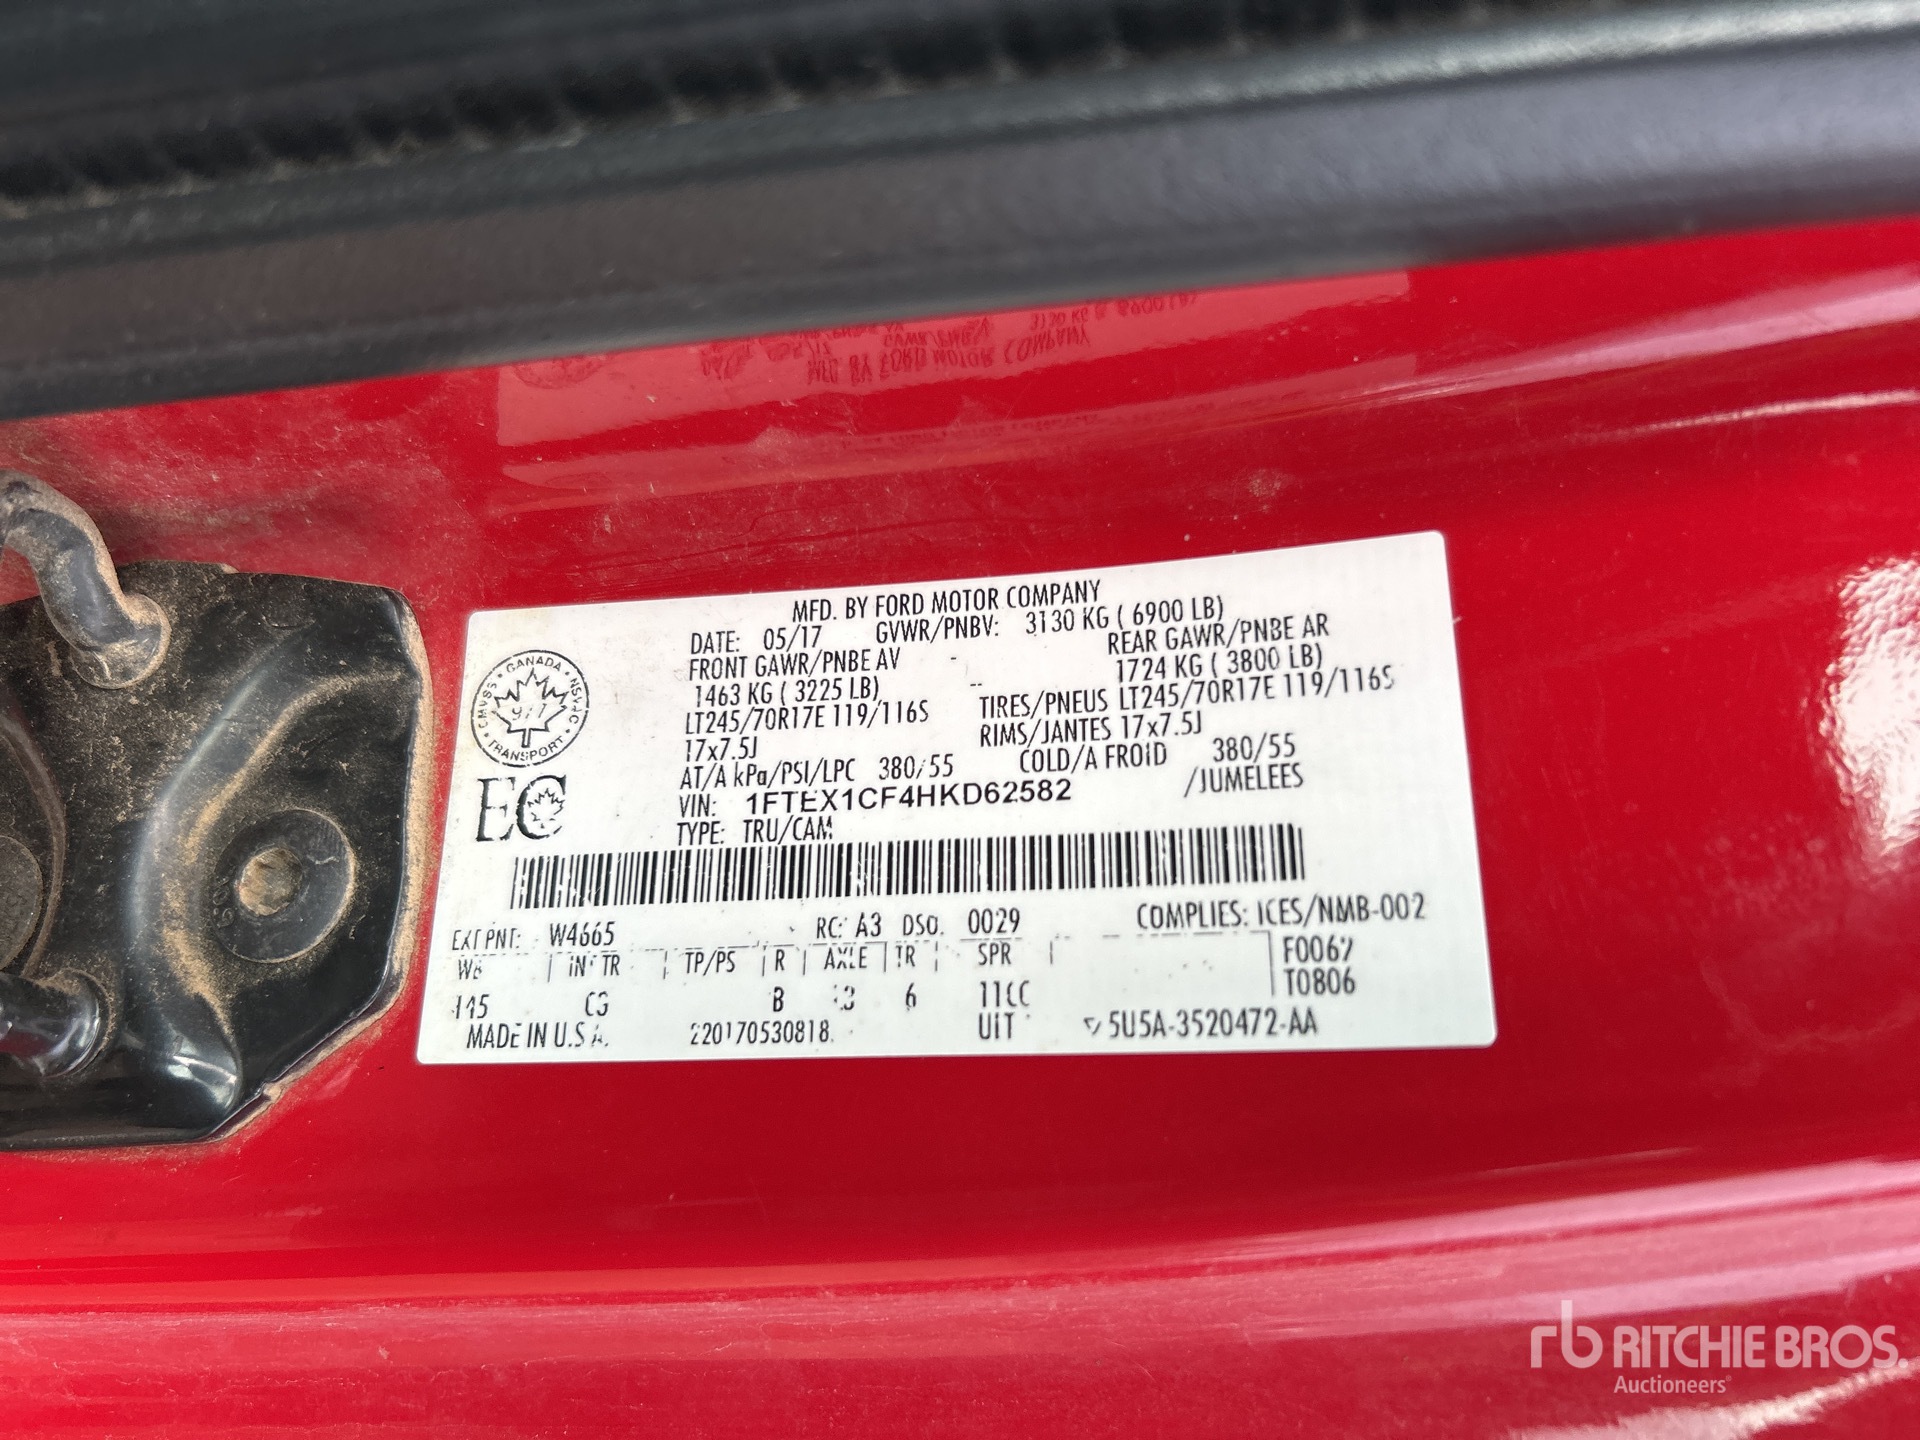 MFD. BY FORD MOTOR COMPANY
DATE: 05/17 GVWR/PNBV: 3130 KG ( 6900 LB)
FRONT GAWR/PNBE AV REAR GAWR/PNBE AR
1463 KG ( 3225 LB) 1724 KG ( 3800 LB)
LT245/70R17E 119/116S TIRES/PNEUS LT245/70R17E 119/116S
17x7.5J RIMS/JANTES 17x7.5J
AT/A kPa/PSI/LPC 380/55 COLD/A FROID 380/55
VIN: 1FTEX1CF4HKD62582 /JUMELEES
TYPE: TRU/CAM
CANADA
CMVSS NSVAC
TRANSPORT
EC
EXT PNT: W4665 RC: A3 DSO: 0029 COMPLIES: ICES/NMB-002
WB INT TR TP/PS R AXLE TR SPR F0067
145 CG B 6 T0806
MADE IN U.S.A. 220170530818 UIT 5U5A-3520472-AA
rb RITCHIE BROS.
Auctioneers